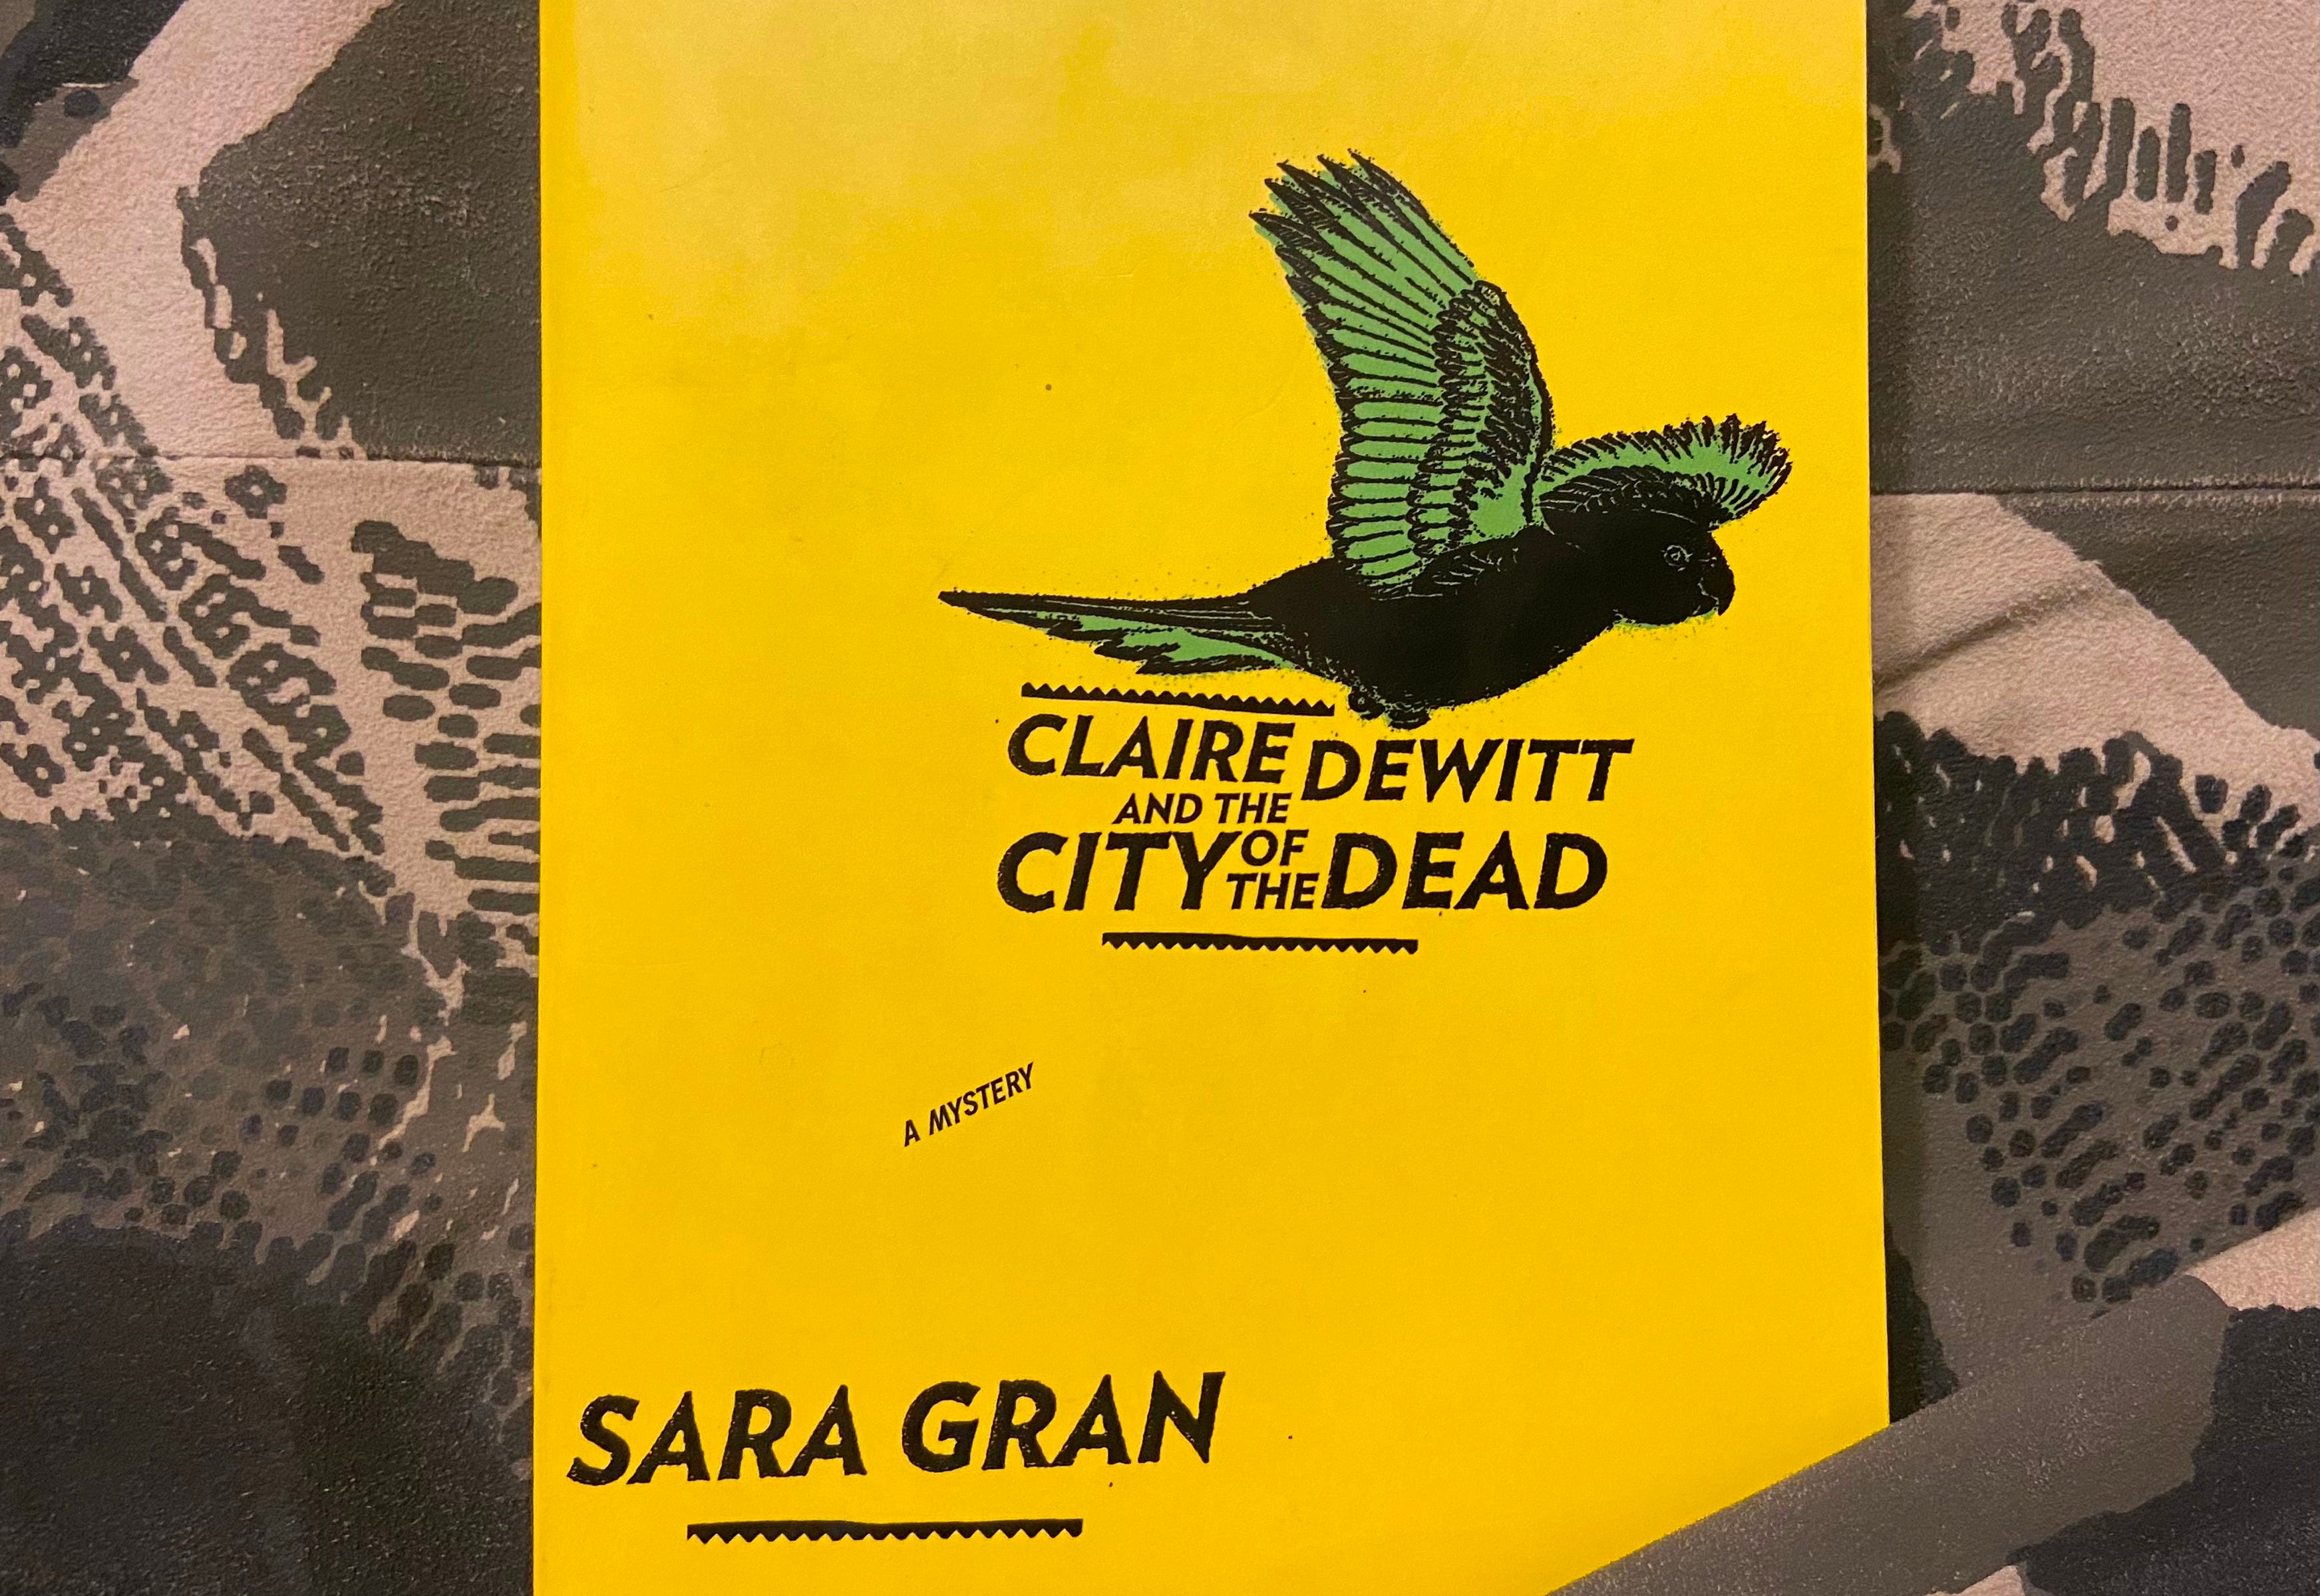 CLAIRE DEWITT
AND THE
CITY OF THE DEAD
A MYSTERY
SARA GRAN